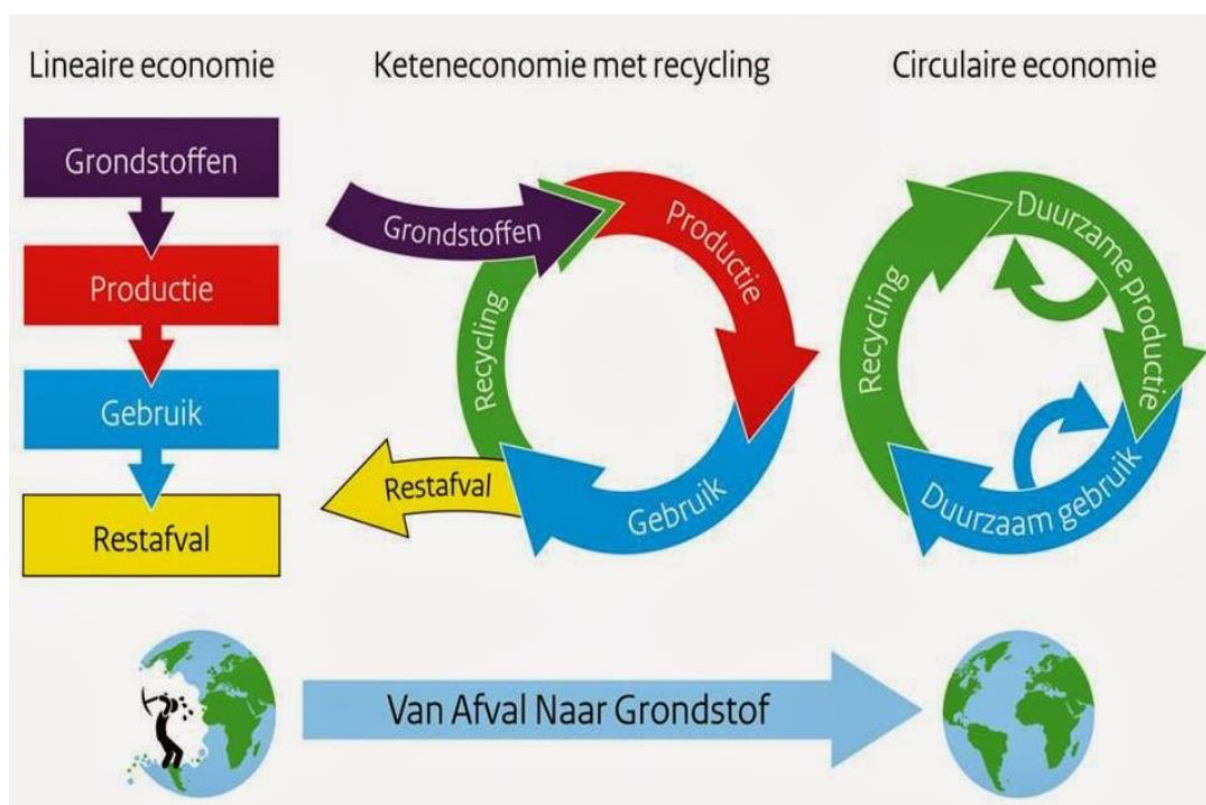 Lineaire economie
Grondstoffen
Productie
Gebruik
Restafval
Keteneconomie met recycling
Grondstoffen
Productie
Gebruik
Recycling
Restafval
Circulaire economie
Duurzame productie
Duurzaam gebruik
Recycling
Van Afval Naar Grondstof